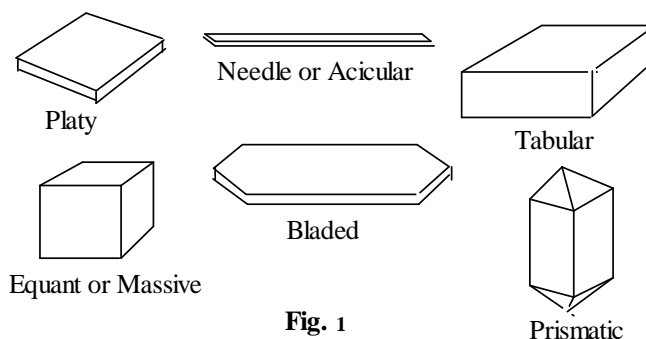 Needle or Acicular
Platy
Tabular
Bladed
Equant or Massive
Fig. 1
Prismatic